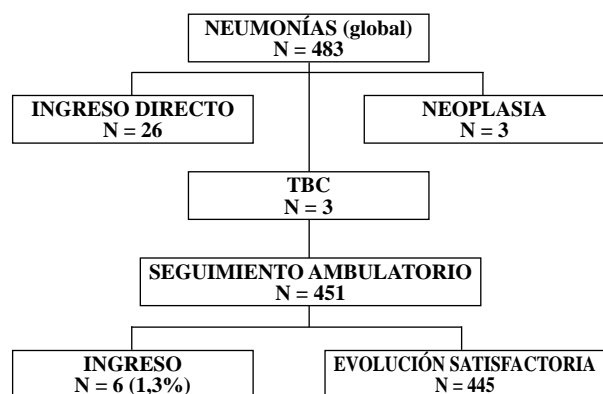 NEUMONÍAS (global)
N = 483
INGRESO DIRECTO
N = 26
NEOPLASIA
N = 3
TBC
N = 3
SEGUIMIENTO AMBULATORIO
N = 451
INGRESO
N = 6 (1,3%)
EVOLUCIÓN SATISFACTORIA
N = 445